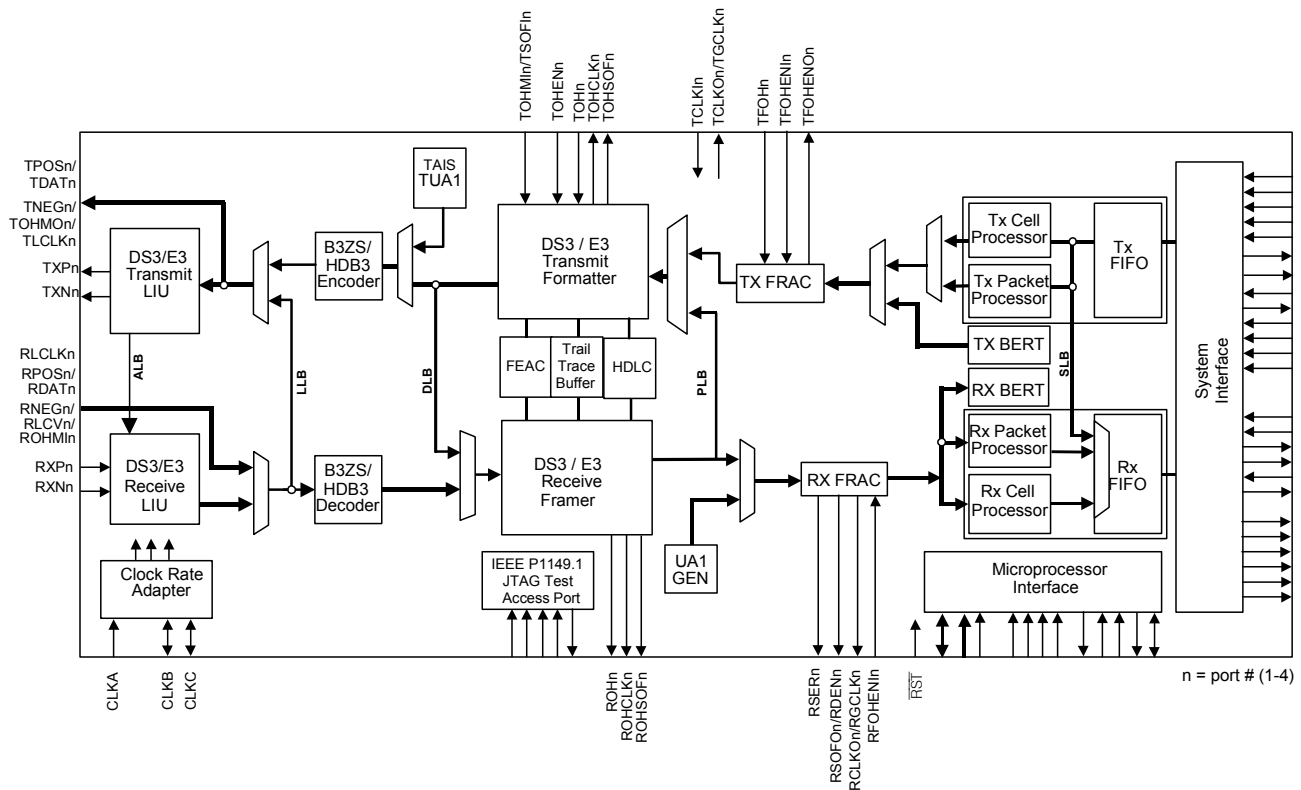 TOHMIn/TSOFIn
TOHENn
TOHn
TOHCLKn
TOHSOFn
TCLKIn
TCLKOn/TGCLKn
TFOHn
TFOHENIn
TFOHENOn
TPOSn/
TDATn
TNEGn/
TOHMOn/
TLCLKn
TXPn
TXNn
DS3/E3
Transmit
LIU
TAIS
TUA1
B3ZS/
HDB3
Encoder
DS3 / E3
Transmit
Formatter
TX FRAC
Tx Cell
Processor
Tx Packet
Processor
Tx
FIFO
TX BERT
System
Interface
RLCLKn
RPOSn/
RDATn
RNEGn/
RLCVn/
ROHMIn
RXPn
RXNn
ALB
LLB
DLB
FEAC
Trail
Trace
Buffer
HDLC
PLB
SLB
RX BERT
DS3/E3
Receive
LIU
B3ZS/
HDB3
Decoder
DS3 / E3
Receive
Framer
RX FRAC
Rx Packet
Processor
Rx Cell
Processor
Rx
FIFO
Clock Rate
Adapter
IEEE P1149.1
JTAG Test
Access Port
UA1
GEN
Microprocessor
Interface
CLKA
CLKB
CLKC
ROHn
ROHCLKn
ROHSOFn
RSERn
RSOFOn/RDENn
RCLKOn/RGCLKn
RFOHENIn
RST
n = port # (1-4)